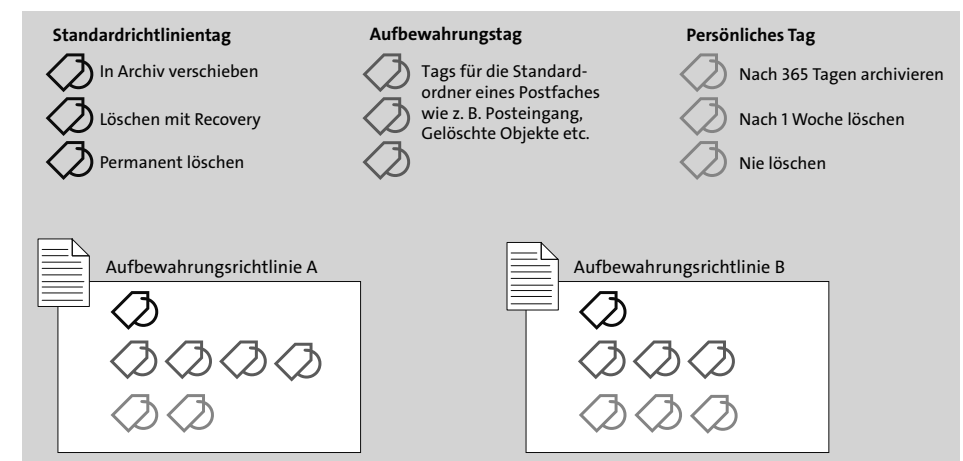 Standardrichtlinientag
In Archiv verschieben
Löschen mit Recovery
Permanent löschen
Aufbewahrungstag
Tags für die Standard-
ordner eines Postfaches
wie z. B. Posteingang,
Gelöschte Objekte etc.
Persönliches Tag
Nach 365 Tagen archivieren
Nach 1 Woche löschen
Nie löschen
Aufbewahrungsrichtlinie A
Aufbewahrungsrichtlinie B